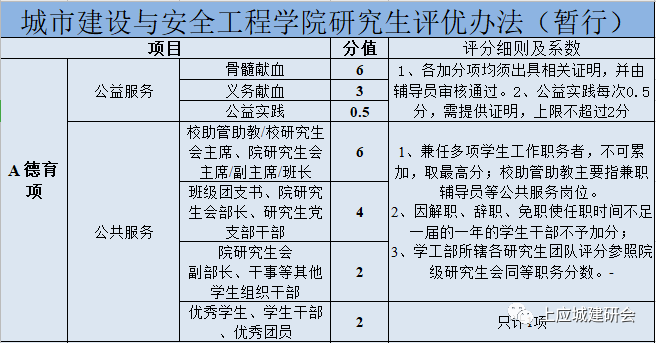 城市建设与安全工程学院研究生评优办法（暂行）
项目
分值
评分细则及系数
A 德育
项
公益服务
骨髓献血
6
义务献血
3
公益实践
0.5
1、各加分项均须出具相关证明，并由
辅导员审核通过。2、公益实践每次0.5
分，需提供证明，上限不超过2分
公共服务
校助管助教/校研究生
会主席、院研究生会
主席/副主席/班长
6
班级团支书、院研究
生会部长、研究生党
支部干部
4
院研究生会
副部长、干事等其他
学生组织干部
2
1、兼任多项学生工作职务者，不可累
加，取最高分；校助管助教主要指兼职
辅导员等公共服务岗位。
2、因解职、辞职、免职使任职时间不足
一届的一年的学生干部不予加分；
3、学工部所辖各研究生团队评分参照院
级研究生会同等职务分数。-
优秀学生、学生干部
、优秀团员
2
只计1项
上应城建研会